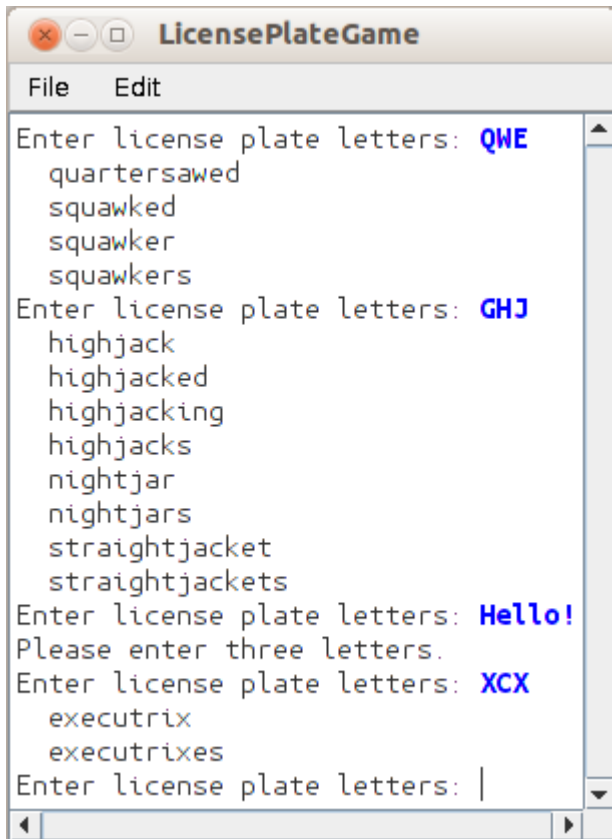 LicensePlateGame
File Edit
Enter license plate letters: QWE
quartersawed
squawked
squawker
squawkers
Enter license plate letters: GHJ
highjack
highjacked
highjacking
highjacks
nightjar
nightjars
straightjacket
straightjackets
Enter license plate letters: Hello!
Please enter three letters.
Enter license plate letters: XCX
executrix
executrixes
Enter license plate letters: